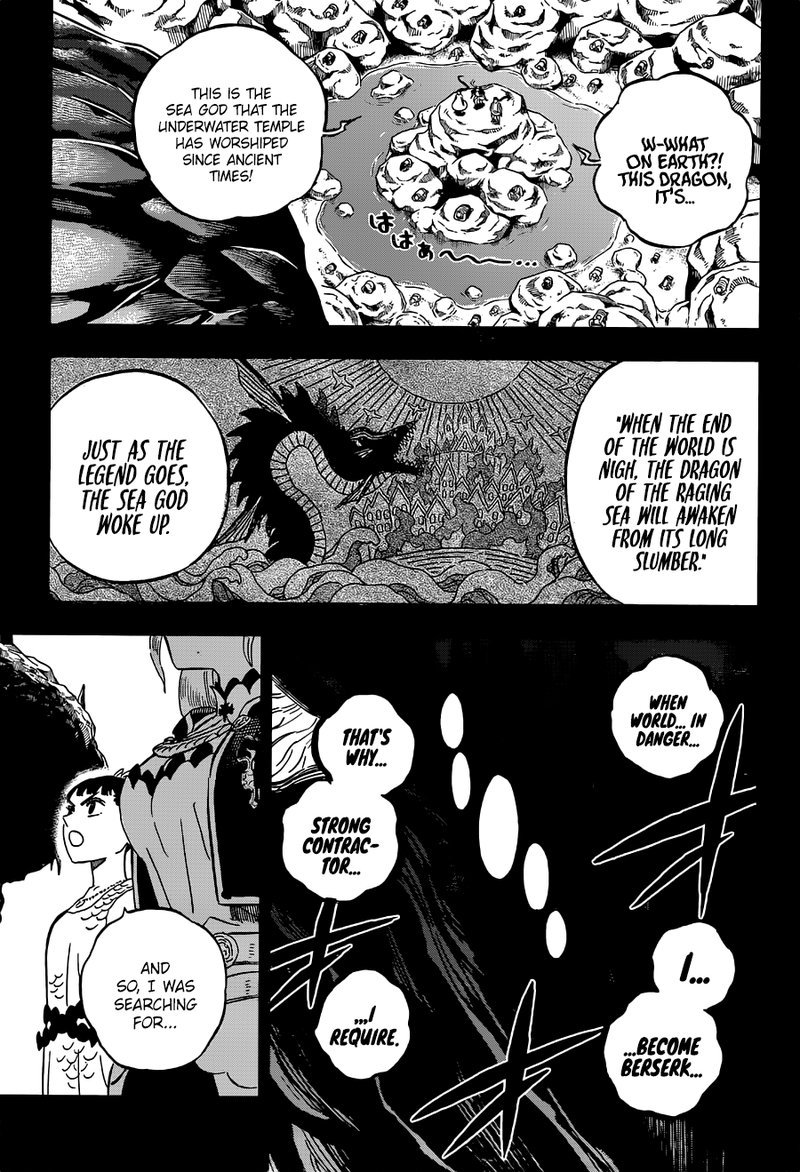 W-WHAT
ON EARTH?!
THIS DRAGON,
IT'S...
THIS IS THE
SEA GOD THAT THE
UNDERWATER TEMPLE
HAS WORSHIPED
SINCE ANCIENT
TIMES!
はははぁ〜〜...
"WHEN THE END
OF THE WORLD IS
NIGH, THE DRAGON
OF THE RAGING
SEA WILL AWAKEN
FROM ITS LONG
SLUMBER."
JUST AS THE
LEGEND GOES,
THE SEA GOD
WOKE UP.
WHEN
WORLD... IN
DANGER...
I...
...BECOME
BERSERK...
THAT'S
WHY...
STRONG
CONTRAC-
TOR...
...I
REQUIRE.
AND
SO, I WAS
SEARCHING
FOR...